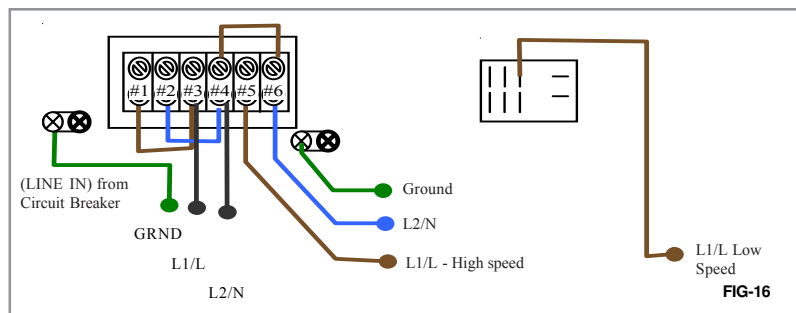 #1 #2 #3 #4 #5 #6
(LINE IN) from
Circuit Breaker
GRND
L1/L
L2/N
Ground
L2/N
L1/L - High speed
L1/L Low
Speed
FIG-16